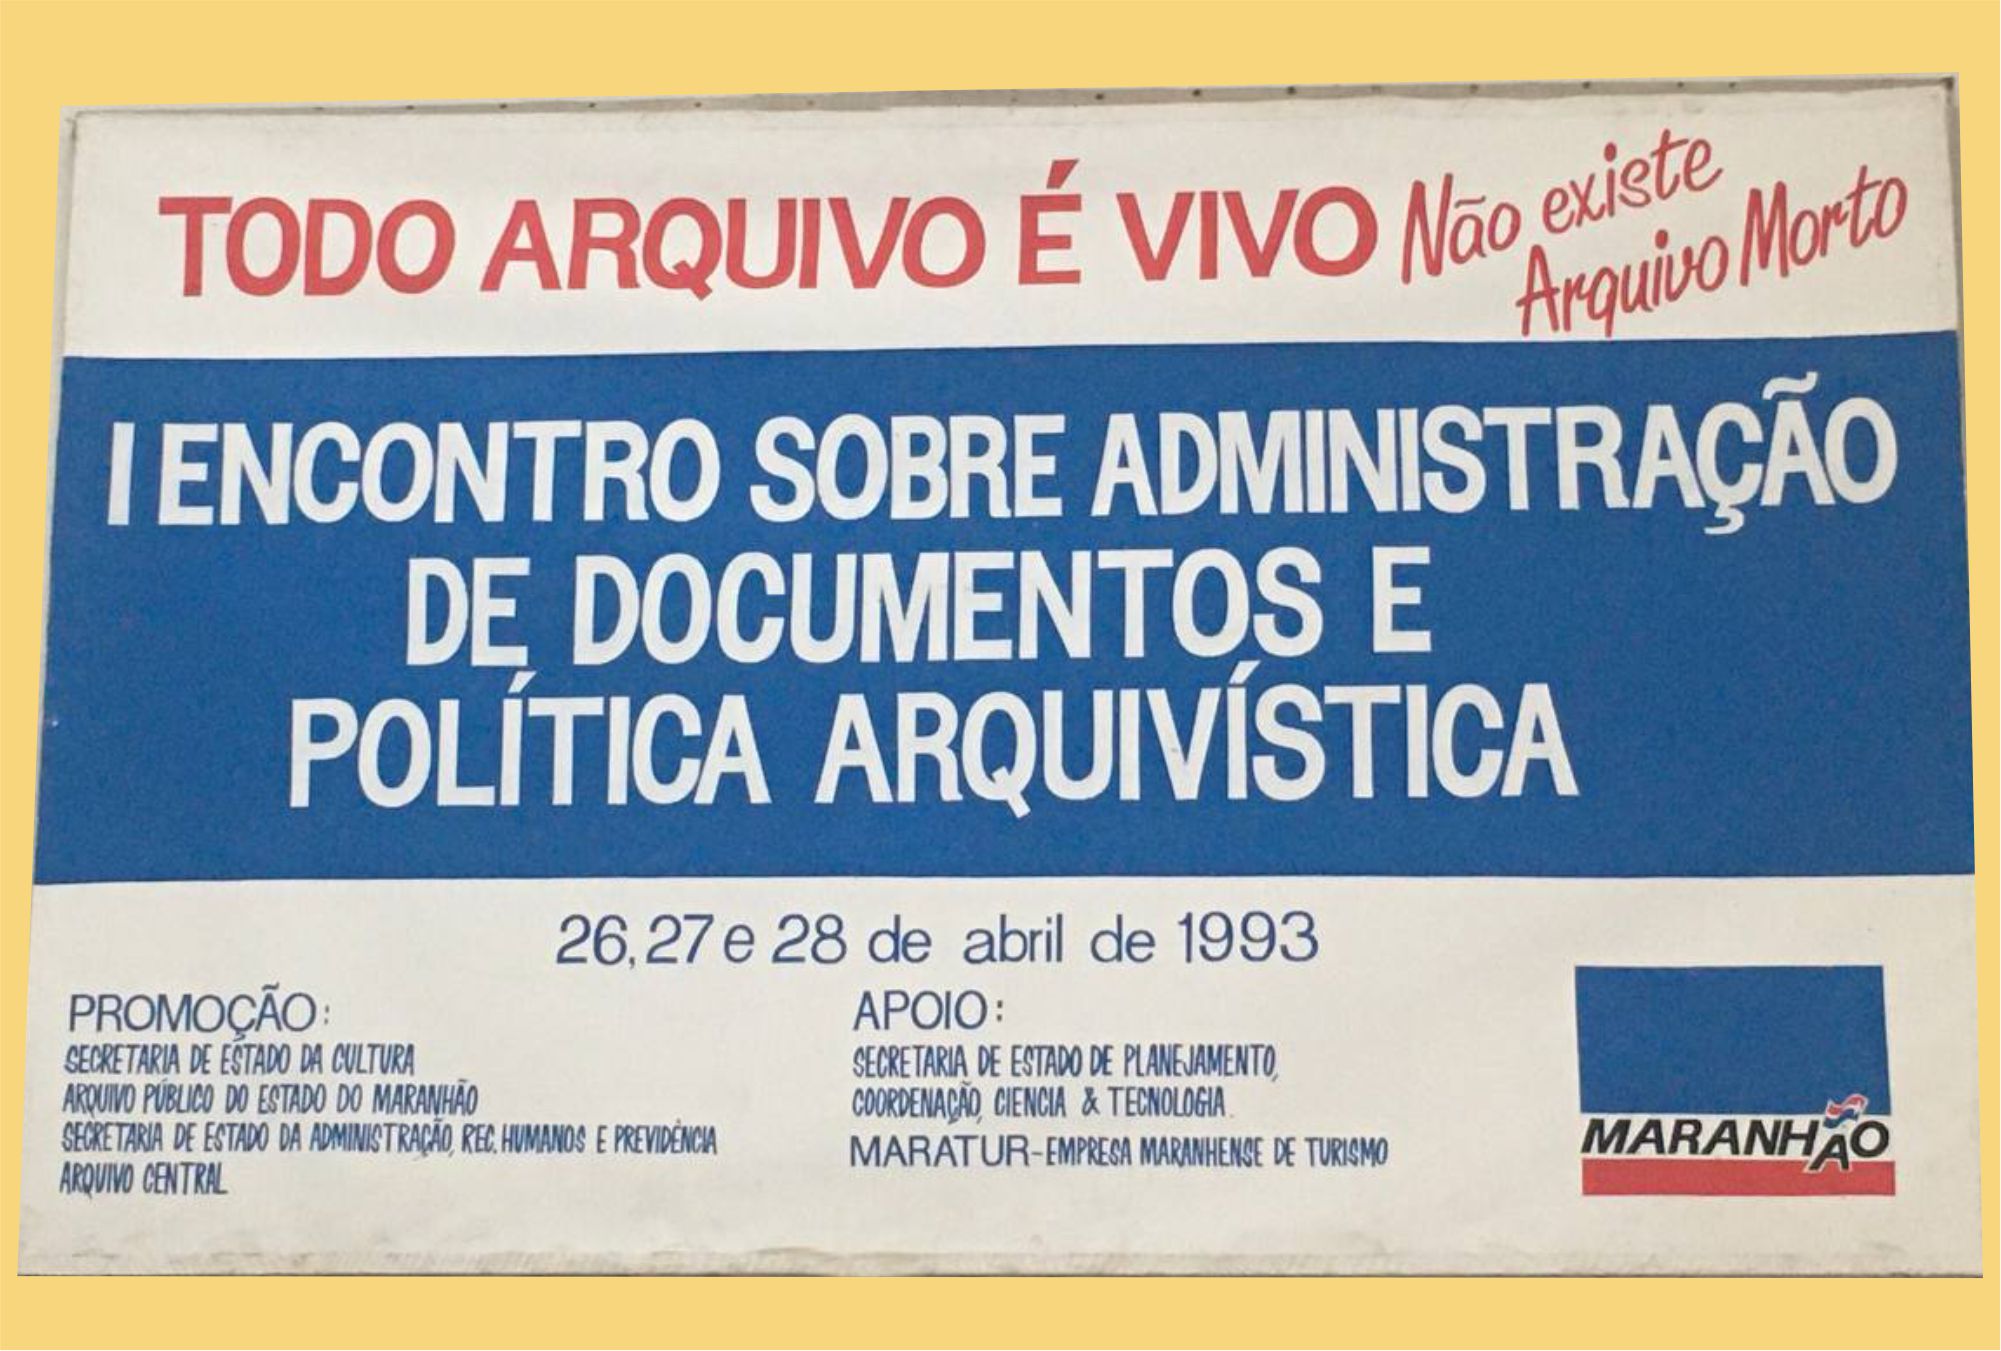 TODO ARQUIVO É VIVO Não existe
Arquivo Morto
I ENCONTRO SOBRE ADMINISTRAÇÃO
DE DOCUMENTOS E
POLÍTICA ARQUIVÍSTICA
26, 27 e 28 de abril de 1993
PROMOÇÃO:
SECRETARIA DE ESTADO DA CULTURA
ARQUIVO PÚBLICO DO ESTADO DO MARANHÃO
SECRETARIA DE ESTADO DA ADMINISTRAÇÃO, REC. HUMANOS E PREVIDÊNCIA
ARQUIVO CENTRAL
APOIO:
SECRETARIA DE ESTADO DE PLANEJAMENTO,
COORDENAÇÃO, CIENCIA & TECNOLOGIA.
MARATUR-EMPRESA MARANHENSE DE TURISMO
MARANHÃO